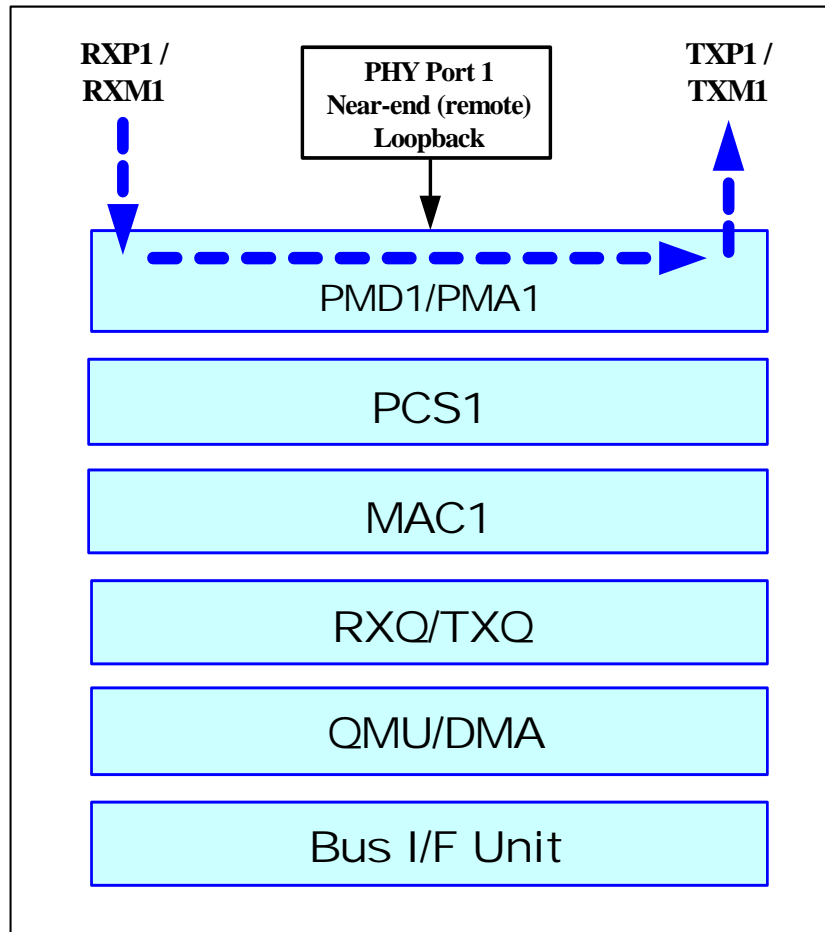 RXP1 /
RXM1
PHY Port 1
Near-end (remote)
Loopback
TXP1 /
TXM1
PMD1/PMA1
PCS1
MAC1
RXQ/TXQ
QMU/DMA
Bus I/F Unit